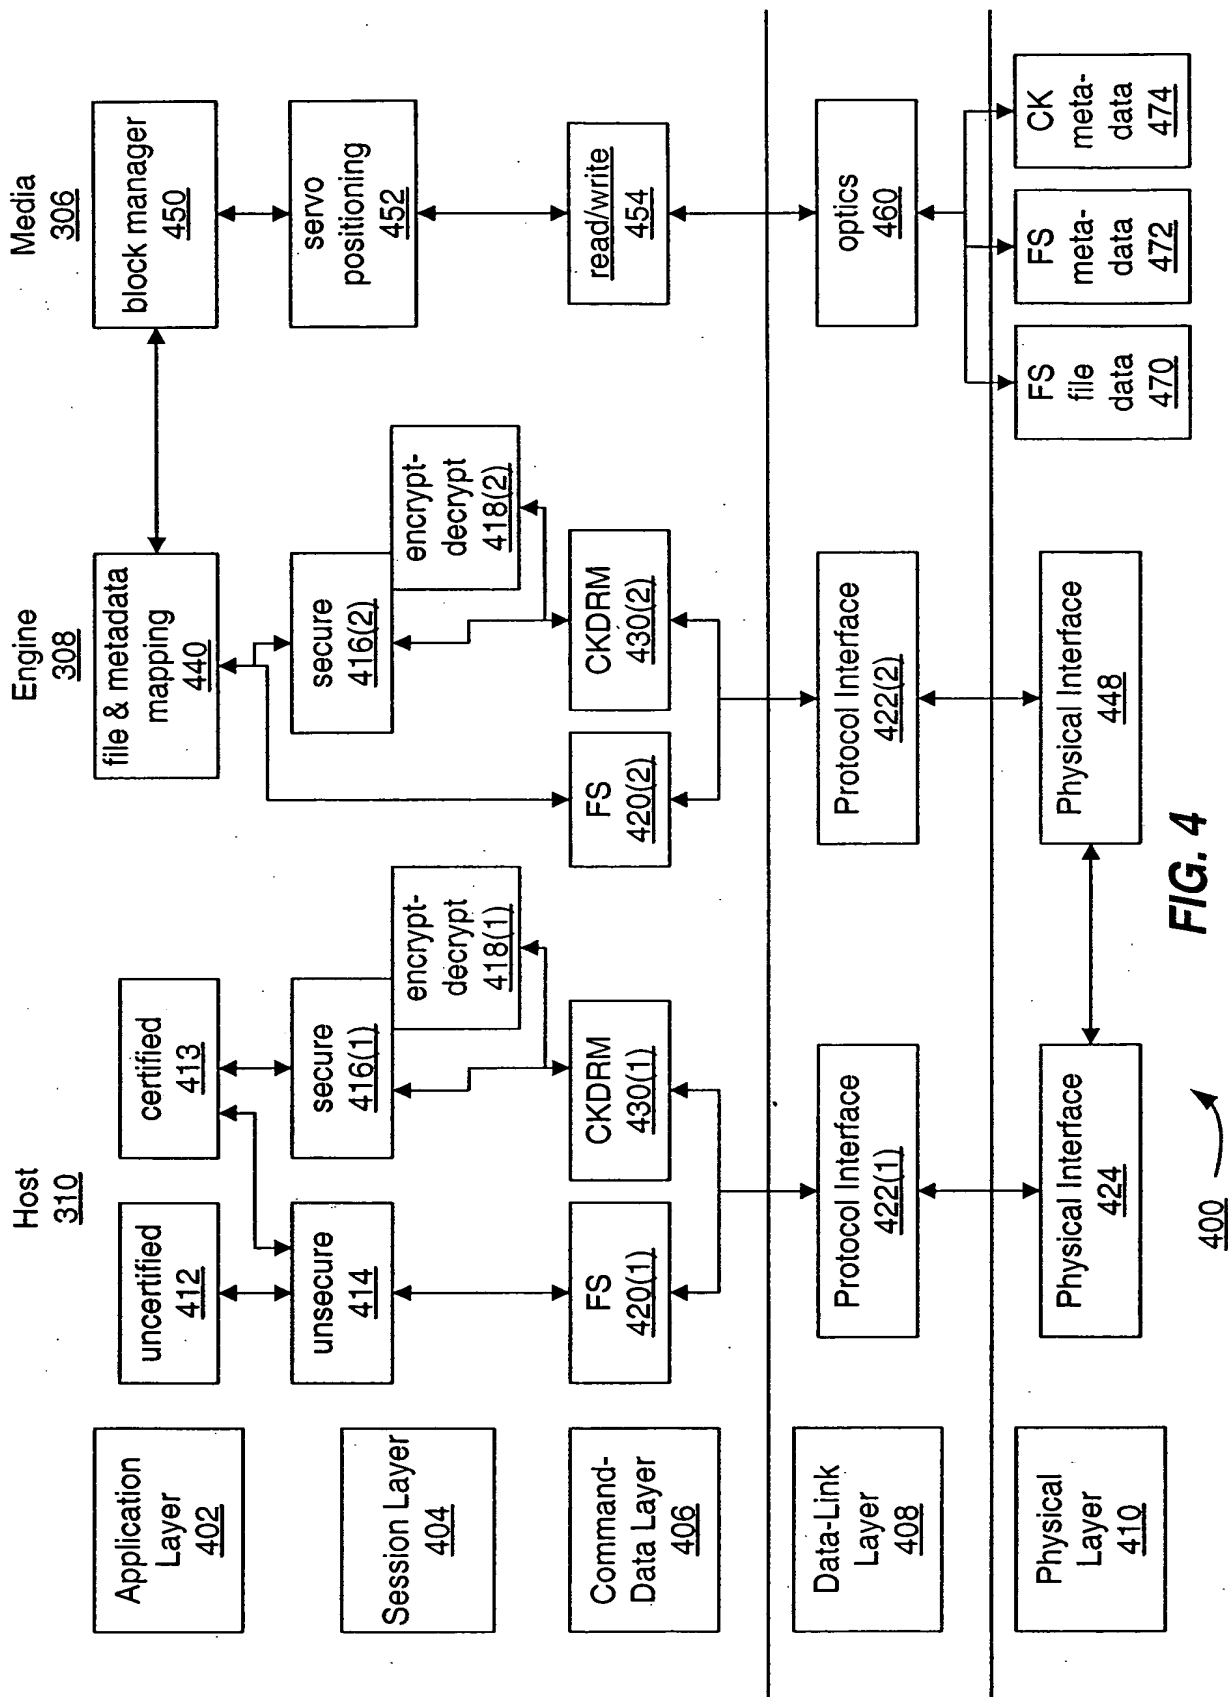 Host
310
Engine
308
Media
306
Application
Layer
402
uncertified
412
certified
413
file & metadata
mapping
440
block manager
450
Session Layer
404
unsecure
414
secure
416(1)
encrypt-
decrypt
418(1)
secure
416(2)
encrypt-
decrypt
418(2)
servo
positioning
452
Command-
Data Layer
406
FS
420(1)
CKDRM
430(1)
FS
420(2)
CKDRM
430(2)
read/write
454
Data-Link
Layer
408
Protocol Interface
422(1)
Protocol Interface
422(2)
optics
460
Physical
Layer
410
Physical Interface
424
Physical Interface
448
FS
file
data
470
FS
meta-
data
472
CK
meta-
data
474
400
FIG. 4